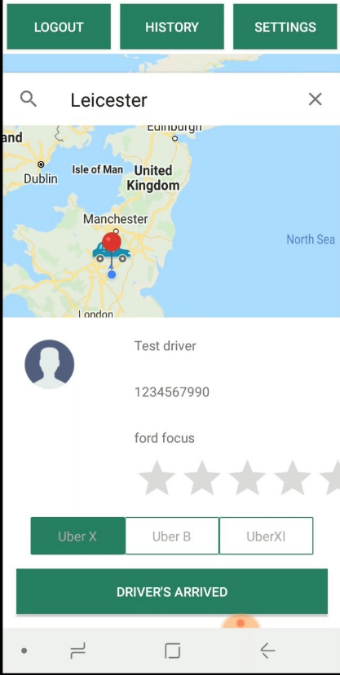 LOGOUT HISTORY SETTINGS
Leicester
Edinburgh
and
Isle of Man United
Kingdom
Dublin
Manchester
North Sea
London
Test driver
1234567990
ford focus
Uber X Uber B UberXl
DRIVER'S ARRIVED